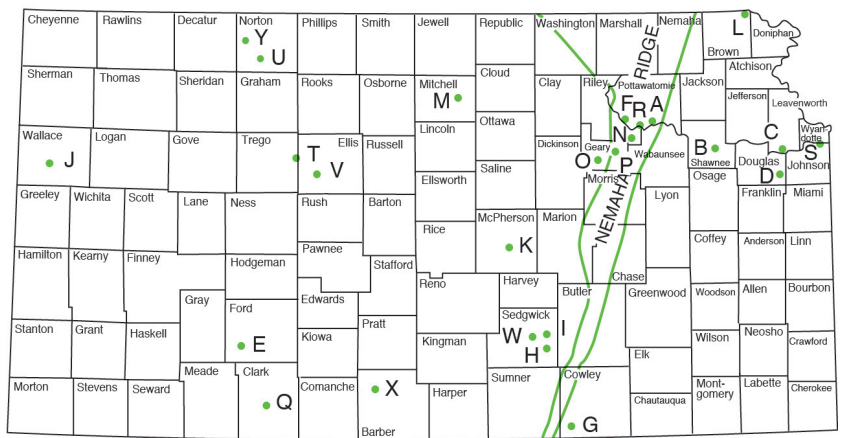 Cheyenne Rawlins Decatur Norton Phillips Smith Jewell Republic Washington Marshall Nemaha L Doniphan
Y
U
Brown
Sherman Thomas Sheridan Graham Rooks Osborne Mitchell Cloud Clay Riley RIDGE Pottawatomie Jackson Atchison
M
Jefferson Leavenworth
F R A
Wallace Logan Gove Trego Ellis Russell Lincoln Ottawa Dickinson Geary N Wabaunsee B Shawnee C Wyan-
dotte
J
T
V
O P
S
Douglas Johnson
D
Saline Morris Osage
Greeley Wichita Scott Lane Ness Rush Barton Ellsworth McPherson Marion NEMAHA Lyon Franklin Miami
K
Rice
Hamilton Kearny Finney Hodgeman Pawnee Stafford Coffey Anderson Linn
Reno Harvey Butler Chase Greenwood Woodson Allen Bourbon
Gray Ford Edwards
E
Sedgwick
W I
H
Stanton Grant Haskell Kiowa Pratt Kingman Wilson Neosho Crawford
Elk
Meade Clark Comanche Sumner Cowley
Morton Stevens Seward Q X Harper G Chautauqua Mont-
gomery Labette Cherokee
Barber